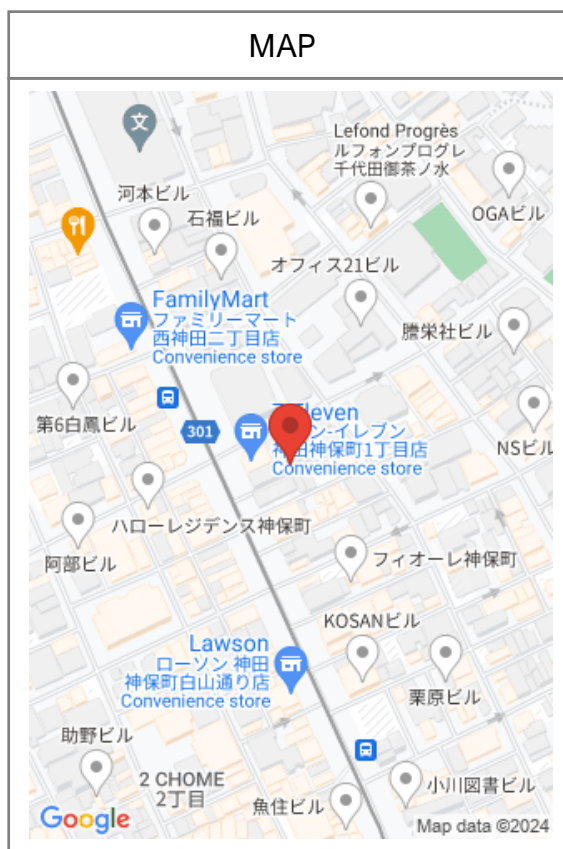 MAP
文
Lefond Progrès
ルフォンプログレ
千代田御茶ノ水
河本ビル
石福ビル
OGAビル
オフィス21ビル
FamilyMart
ファミリーマート
西神田二丁目店
Convenience store
謄栄社ビル
第6白鳳ビル
301
Eleven
ン-イレブン
神田神保町1丁目店
Convenience store
NSビル
ハローレジデンス神保町
阿部ビル
フィオーレ神保町
KOSANビル
Lawson
ローソン 神田
神保町白山通り店
Convenience store
栗原ビル
助野ビル
2 CHOME
2丁目
魚住ビル
小川図書ビル
Google
Map data ©2024